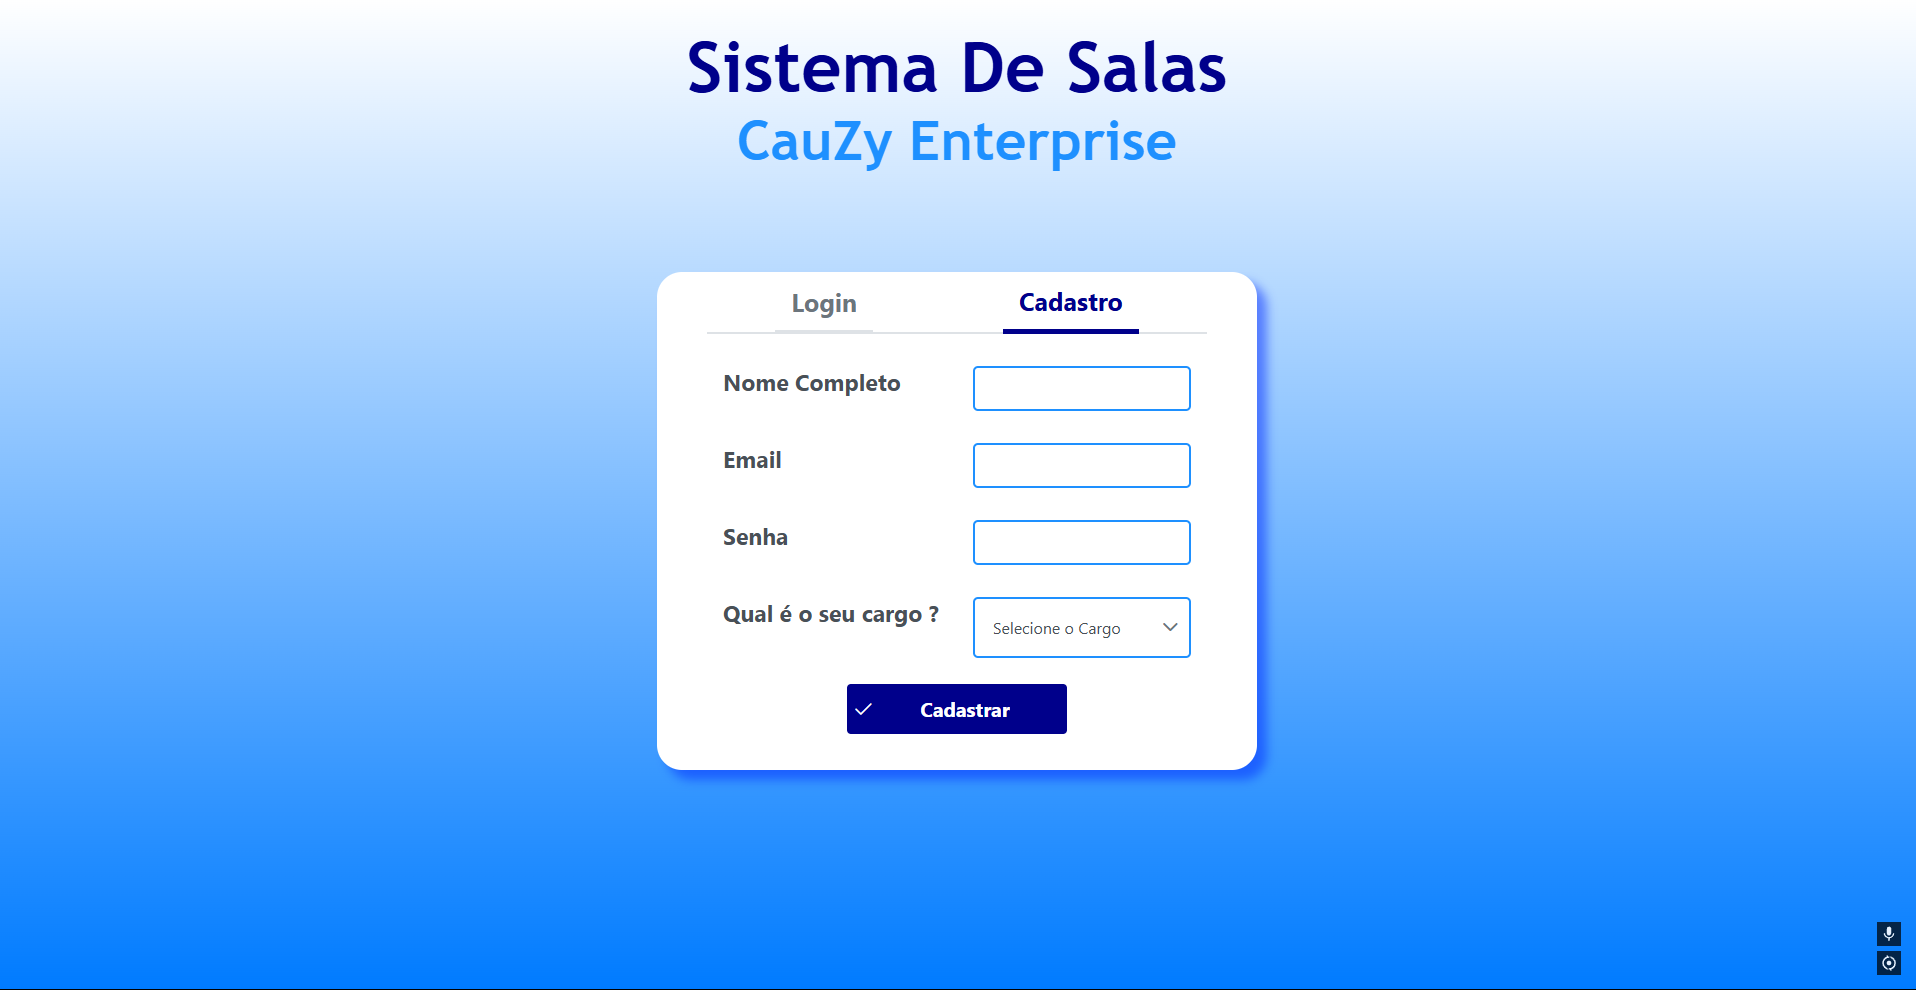 Sistema De Salas
CauZy Enterprise
Login Cadastro
Nome Completo
Email
Senha
Qual é o seu cargo ?
Selecione o Cargo
Cadastrar